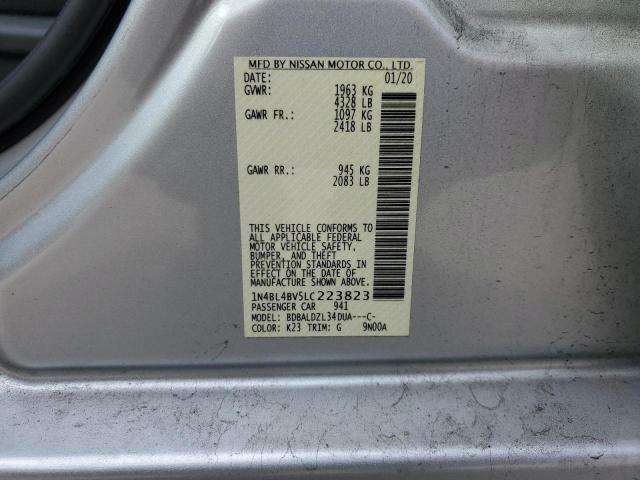 MFD BY NISSAN MOTOR CO., LTD.
DATE: 01/20
GVWR: 1963 KG
4328 LB
GAWR FR.: 1097 KG
2418 LB
GAWR RR.: 945 KG
2083 LB
THIS VEHICLE CONFORMS TO
ALL APPLICABLE FEDERAL
MOTOR VEHICLE SAFETY,
BUMPER, AND THEFT
PREVENTION STANDARDS IN
EFFECT ON THE DATE OF
MANUFACTURE SHOWN ABOVE.
1N4BL4BV5LC223823
PASSENGER CAR 941
MODEL: BDBALDZL34DUA---C-
COLOR: K23 TRIM: G 9N00A